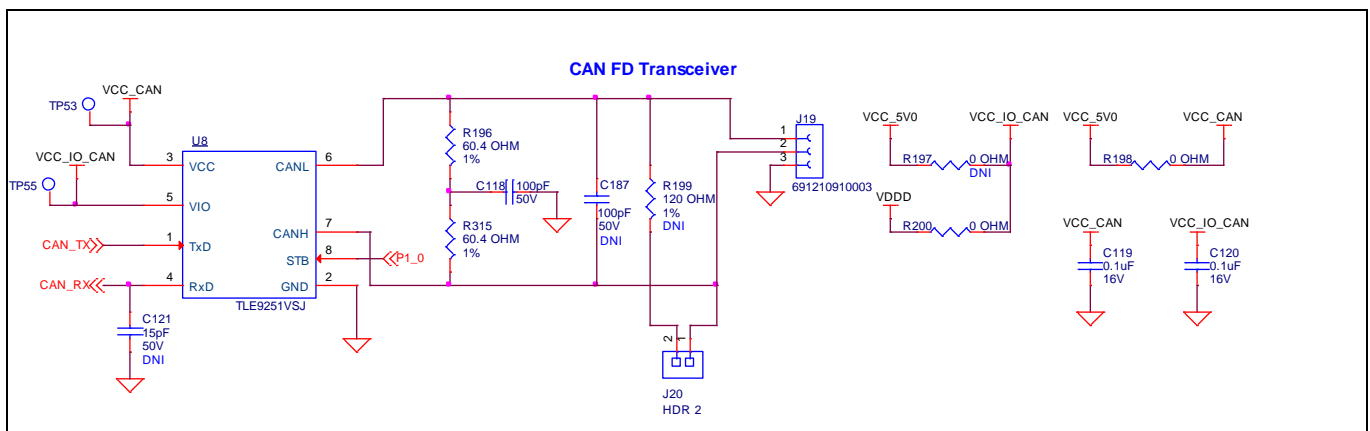 CAN FD Transceiver
TP53
VCC_CAN
U8
VCC_IO_CAN
TP55
3
VCC
5
VIO
CAN_TX
1
TxD
CAN_RX
4
RxD
CANL
6
CANH
7
STB
8
P1_0
GND
2
TLE9251VSJ
C121
15pF
50V
DNI
R196
60.4 OHM
1%
C118
100pF
50V
R315
60.4 OHM
1%
C187
100pF
50V
DNI
R199
120 OHM
1%
DNI
J19
1
2
3
691210910003
2
1
J20
HDR 2
VCC_5V0
VCC_IO_CAN
R197
0 OHM
DNI
VDDD
R200
0 OHM
VCC_5V0
VCC_CAN
R198
0 OHM
VCC_CAN
C119
0.1uF
16V
VCC_IO_CAN
C120
0.1uF
16V